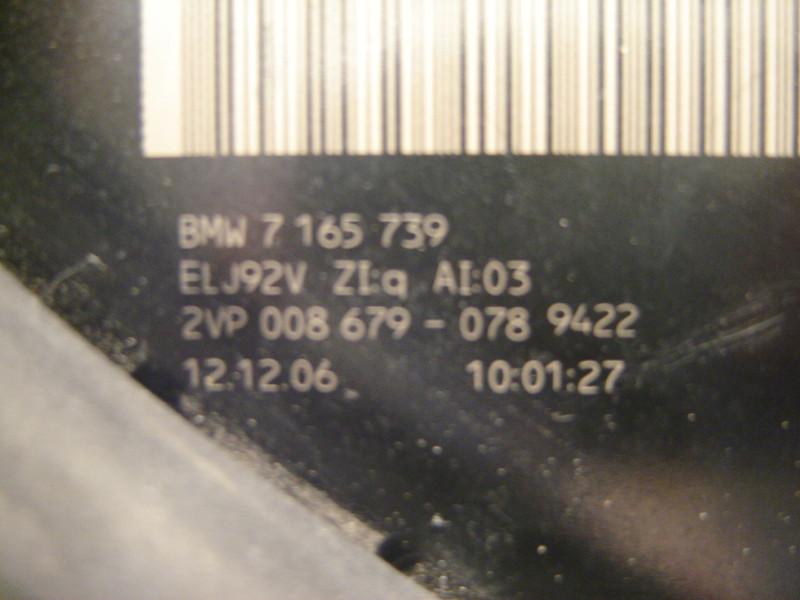 BMW 7 165 739
ELJ92V ZI:q AI:03
2VP 008 679 - 078 9422
12.12.06 10:01:27